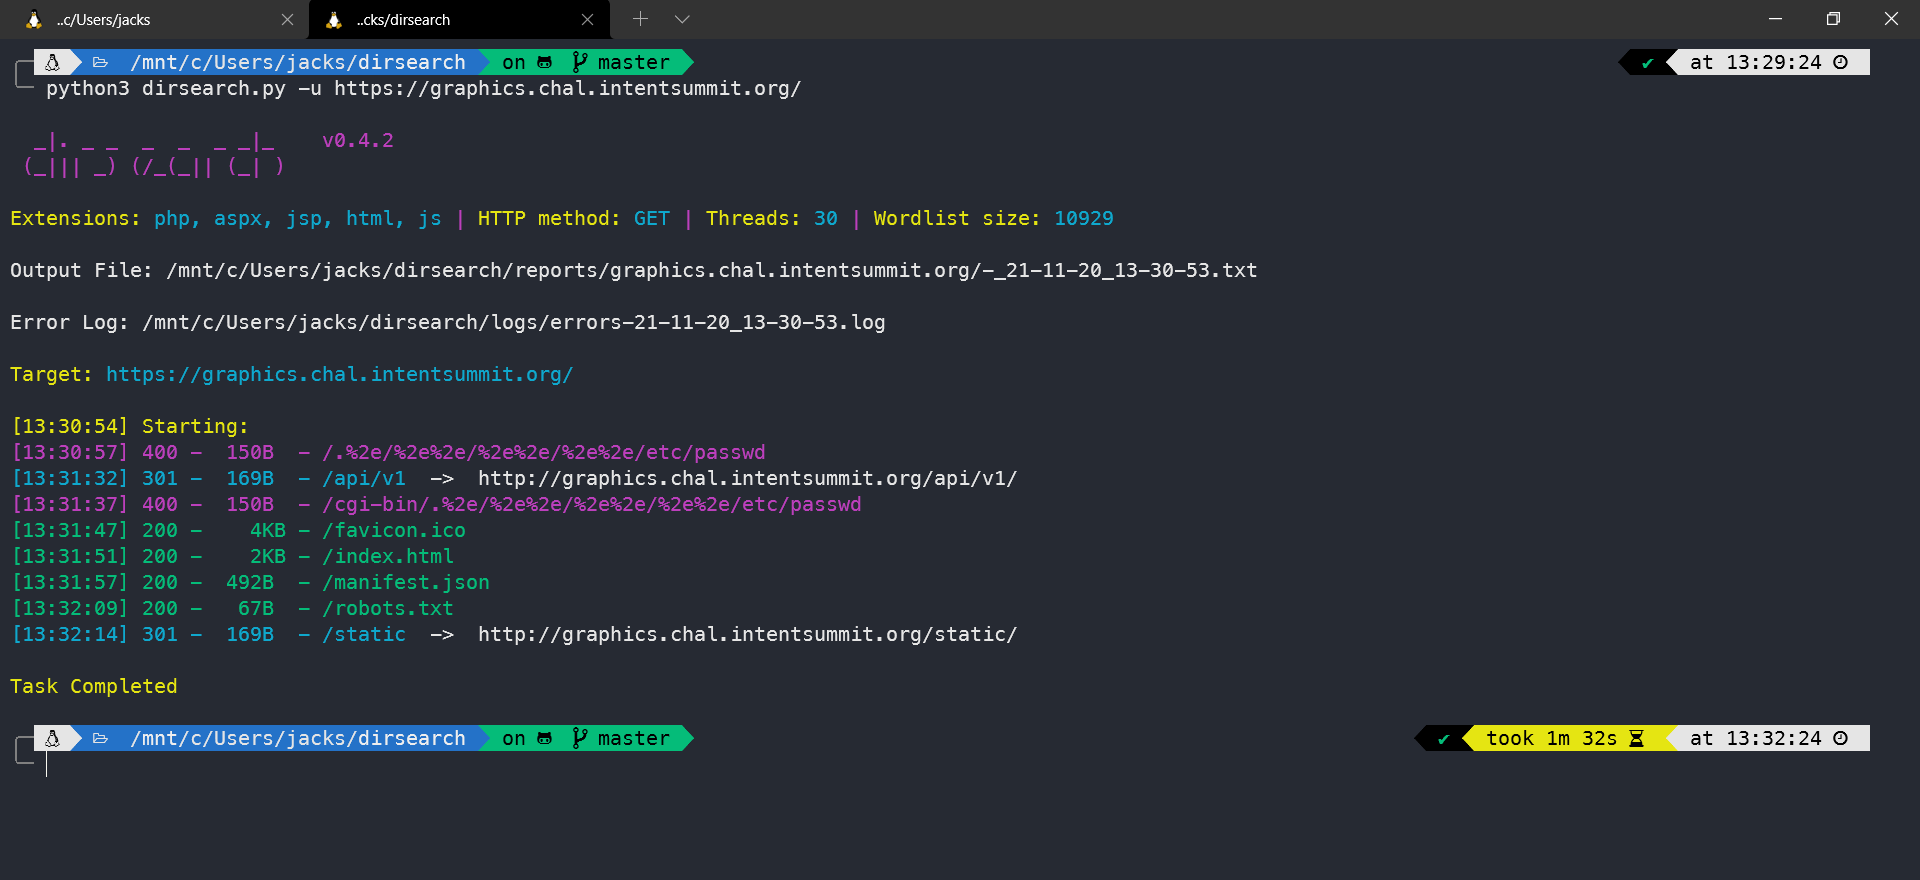 ..c/Users/jacks
..cks/dirsearch
/mnt/c/Users/jacks/dirsearch on master ✔ at 13:29:24
python3 dirsearch.py -u https://graphics.chal.intentsummit.org/
_|. _ _  _  _  _ _|_    v0.4.2
(_||| _) (/_(_|| (_| )
Extensions: php, aspx, jsp, html, js | HTTP method: GET | Threads: 30 | Wordlist size: 10929
Output File: /mnt/c/Users/jacks/dirsearch/reports/graphics.chal.intentsummit.org/-_21-11-20_13-30-53.txt
Error Log: /mnt/c/Users/jacks/dirsearch/logs/errors-21-11-20_13-30-53.log
Target: https://graphics.chal.intentsummit.org/
[13:30:54] Starting:
[13:30:57] 400 -  150B  - /.%2e/%2e%2e/%2e%2e/%2e%2e/etc/passwd
[13:31:32] 301 -  169B  - /api/v1  ->  http://graphics.chal.intentsummit.org/api/v1/
[13:31:37] 400 -  150B  - /cgi-bin/.%2e/%2e%2e/%2e%2e/%2e%2e/etc/passwd
[13:31:47] 200 -    4KB - /favicon.ico
[13:31:51] 200 -    2KB - /index.html
[13:31:57] 200 -  492B  - /manifest.json
[13:32:09] 200 -   67B  - /robots.txt
[13:32:14] 301 -  169B  - /static  ->  http://graphics.chal.intentsummit.org/static/
Task Completed
/mnt/c/Users/jacks/dirsearch on master ✔ took 1m 32s at 13:32:24